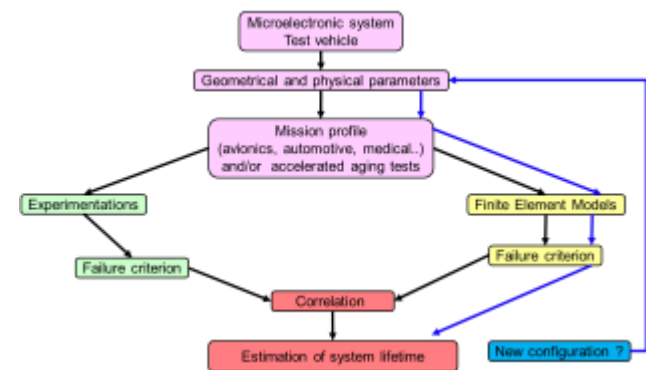 Microelectronic system
Test vehicle
Geometrical and physical parameters
Mission profile
(avionics, automotive, medical..)
and/or accelerated aging tests
Experimentations
Finite Element Models
Failure criterion
Failure criterion
Correlation
Estimation of system lifetime
New configuration ?